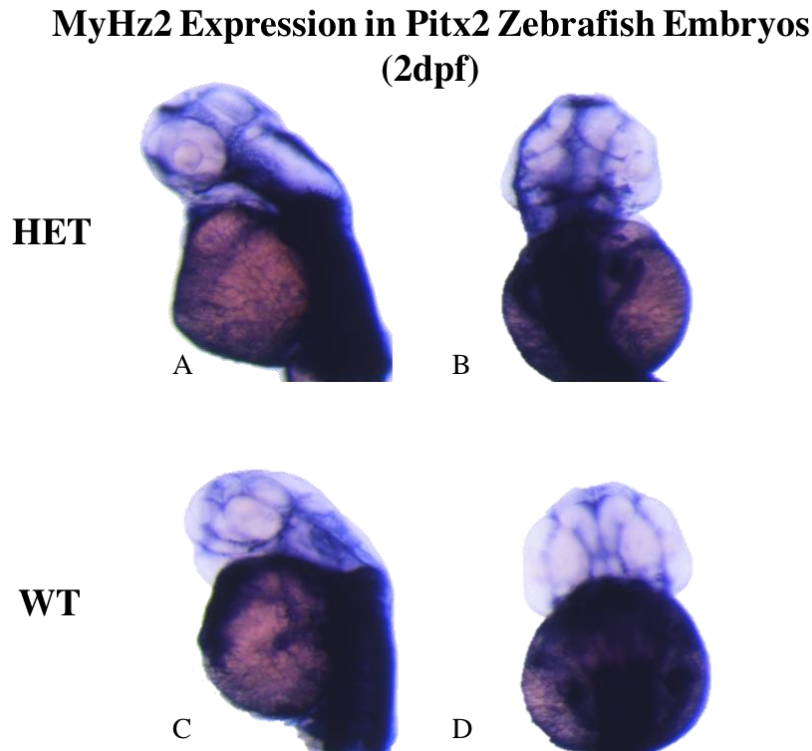 MyHz2 Expression in Pitx2 Zebrafish Embryos
(2dpf)
HET
A
B
WT
C
D